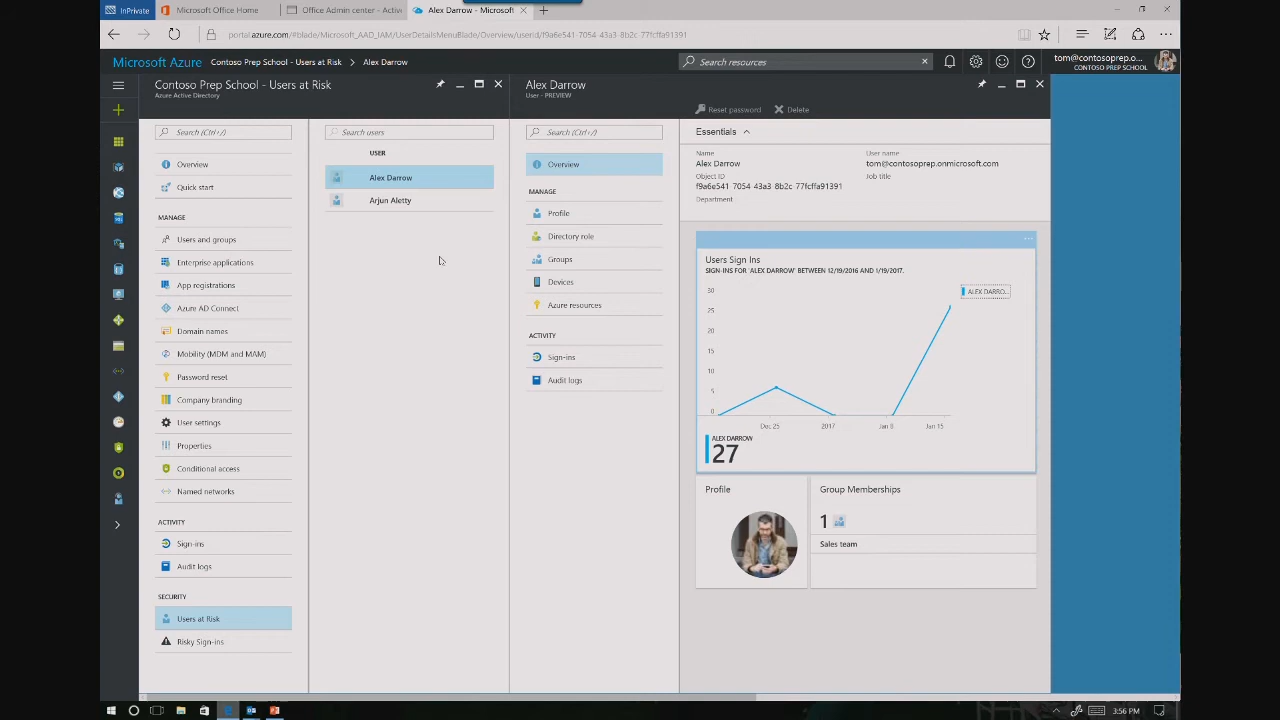 InPrivate
Microsoft Office Home
Office Admin center - Active
Alex Darrow - Microsoft
portal.azure.com/#blade/Microsoft_AAD_IAM/UserDetailsMenuBlade/Overview/userid/f9a6e541-7054-43a3-8b2c-77fcffa91391
Microsoft Azure
Contoso Prep School - Users at Risk
Alex Darrow
Search resources
tom@contosoprep.o...
CONTOSO PREP SCHOOL
Contoso Prep School - Users at Risk
Azure Active Directory
Search (Ctrl+/)
Overview
Quick start
MANAGE
Users and groups
Enterprise applications
App registrations
Azure AD Connect
Domain names
Mobility (MDM and MAM)
Password reset
Company branding
User settings
Properties
Conditional access
Named networks
ACTIVITY
Sign-ins
Audit logs
SECURITY
Users at Risk
Risky Sign-ins
Search users
USER
Alex Darrow
Arjun Aletty
Alex Darrow
User - PREVIEW
Search (Ctrl+/)
Overview
MANAGE
Profile
Directory role
Groups
Devices
Azure resources
ACTIVITY
Sign-ins
Audit logs
Reset password
Delete
Essentials
Name
Alex Darrow
User name
tom@contosoprep.onmicrosoft.com
Object ID
f9a6e541-7054-43a3-8b2c-77fcffa91391
Job title
Department
Users Sign Ins
SIGN-INS FOR 'ALEX DARROW' BETWEEN 12/19/2016 AND 1/19/2017.
30
25
20
15
10
5
0
Dec 25
2017
Jan 8
Jan 15
ALEX DARRO...
ALEX DARROW
27
Profile
Group Memberships
1
Sales team
3:56 PM